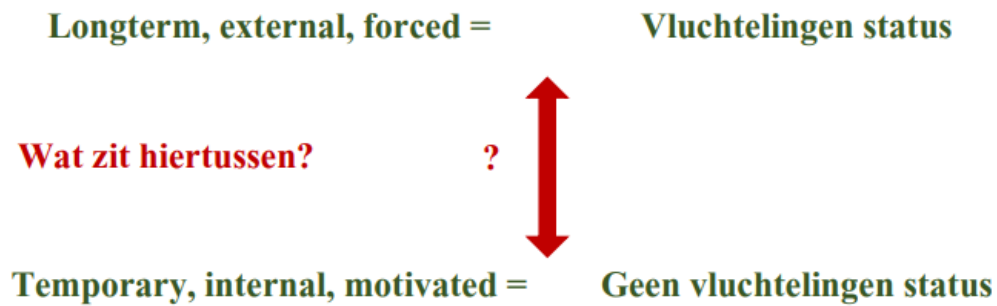 Longterm, external, forced = Vluchtelingen status
Wat zit hiertussen? ?
Temporary, internal, motivated = Geen vluchtelingen status